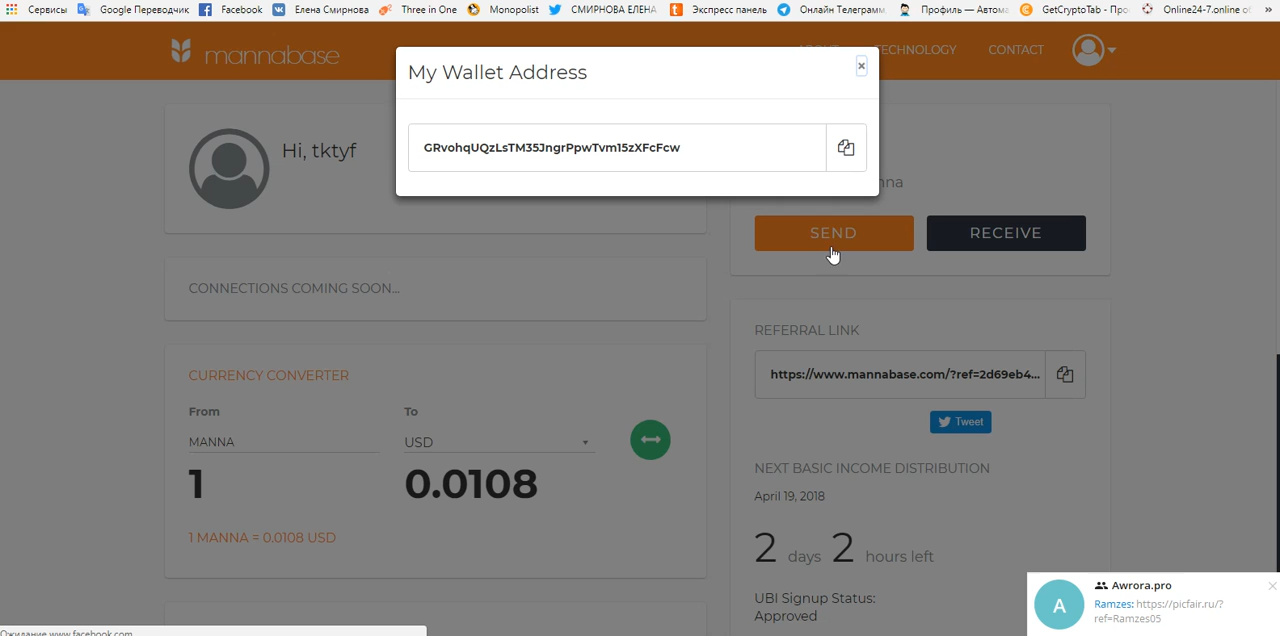 Сервисы Google Переводчик Facebook Елена Смирнова Three in One Monopolist СМИРНОВА ЕЛЕНА Экспресс панель Онлайн Телеграмм Профиль — Автома GetCryptoTab - Про Online24-7.online of »
mannabase
ABOUT TECHNOLOGY CONTACT
My Wallet Address
×
GRvohqUQzLsTM35JngrPpwTvm15zXFcFcw
Hi, tktyf
SEND RECEIVE
CONNECTIONS COMING SOON...
CURRENCY CONVERTER
From To
MANNA USD
1 0.0108
1 MANNA = 0.0108 USD
REFERRAL LINK
https://www.mannabase.com/?ref=2d69eb4...
Tweet
NEXT BASIC INCOME DISTRIBUTION
April 19, 2018
2 days 2 hours left
UBI Signup Status:
Approved
A
Awrora.pro
Ramzes: https://picfair.ru/?
ref=Ramzes05
Ожидание www.facebook.com